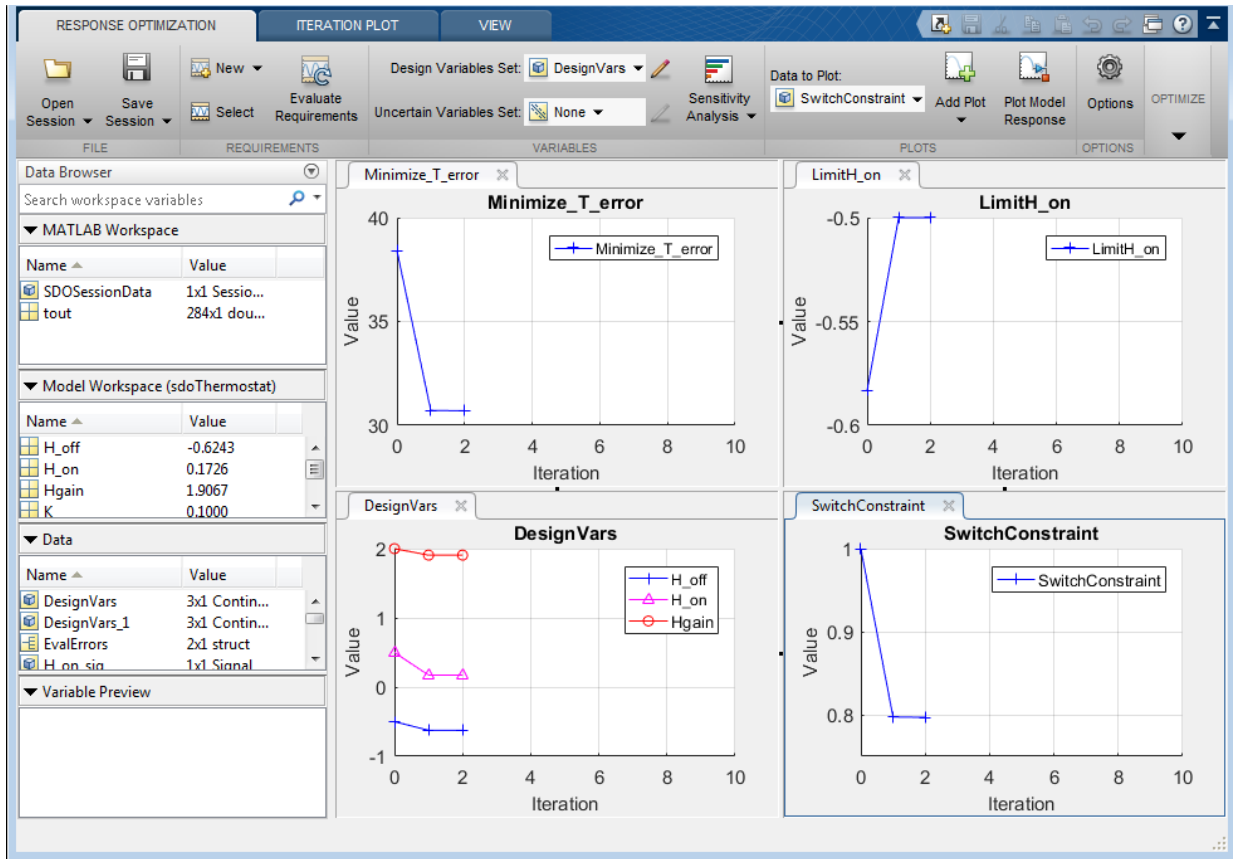 RESPONSE OPTIMIZATION ITERATION PLOT VIEW
New Design Variables Set: DesignVars Data to Plot:
Open Session Save Session Select Evaluate Requirements Uncertain Variables Set: None Sensitivity Analysis SwitchConstraint Add Plot Plot Model Response Options OPTIMIZE
FILE REQUIREMENTS VARIABLES PLOTS OPTIONS
Data Browser
Search workspace variables
MATLAB Workspace
Name Value
SDOSessionData 1x1 Sessio...
tout 284x1 dou...
Model Workspace (sdoThermostat)
Name Value
H_off -0.6243
H_on 0.1726
Hgain 1.9067
K 0.1000
Data
Name Value
DesignVars 3x1 Contin...
DesignVars_1 3x1 Contin...
EvalErrors 2x1 struct
H_on_sig 1x1 Signal
Variable Preview
Minimize_T_error
Minimize_T_error
40
Minimize_T_error
35
30
Value
0 2 4 6 8 10
Iteration
LimitH_on
LimitH_on
-0.5
LimitH_on
-0.55
-0.6
Value
0 2 4 6 8 10
Iteration
DesignVars
DesignVars
2
H_off
H_on
Hgain
1
0
-1
Value
0 2 4 6 8 10
Iteration
SwitchConstraint
SwitchConstraint
1
SwitchConstraint
0.9
0.8
Value
0 2 4 6 8 10
Iteration